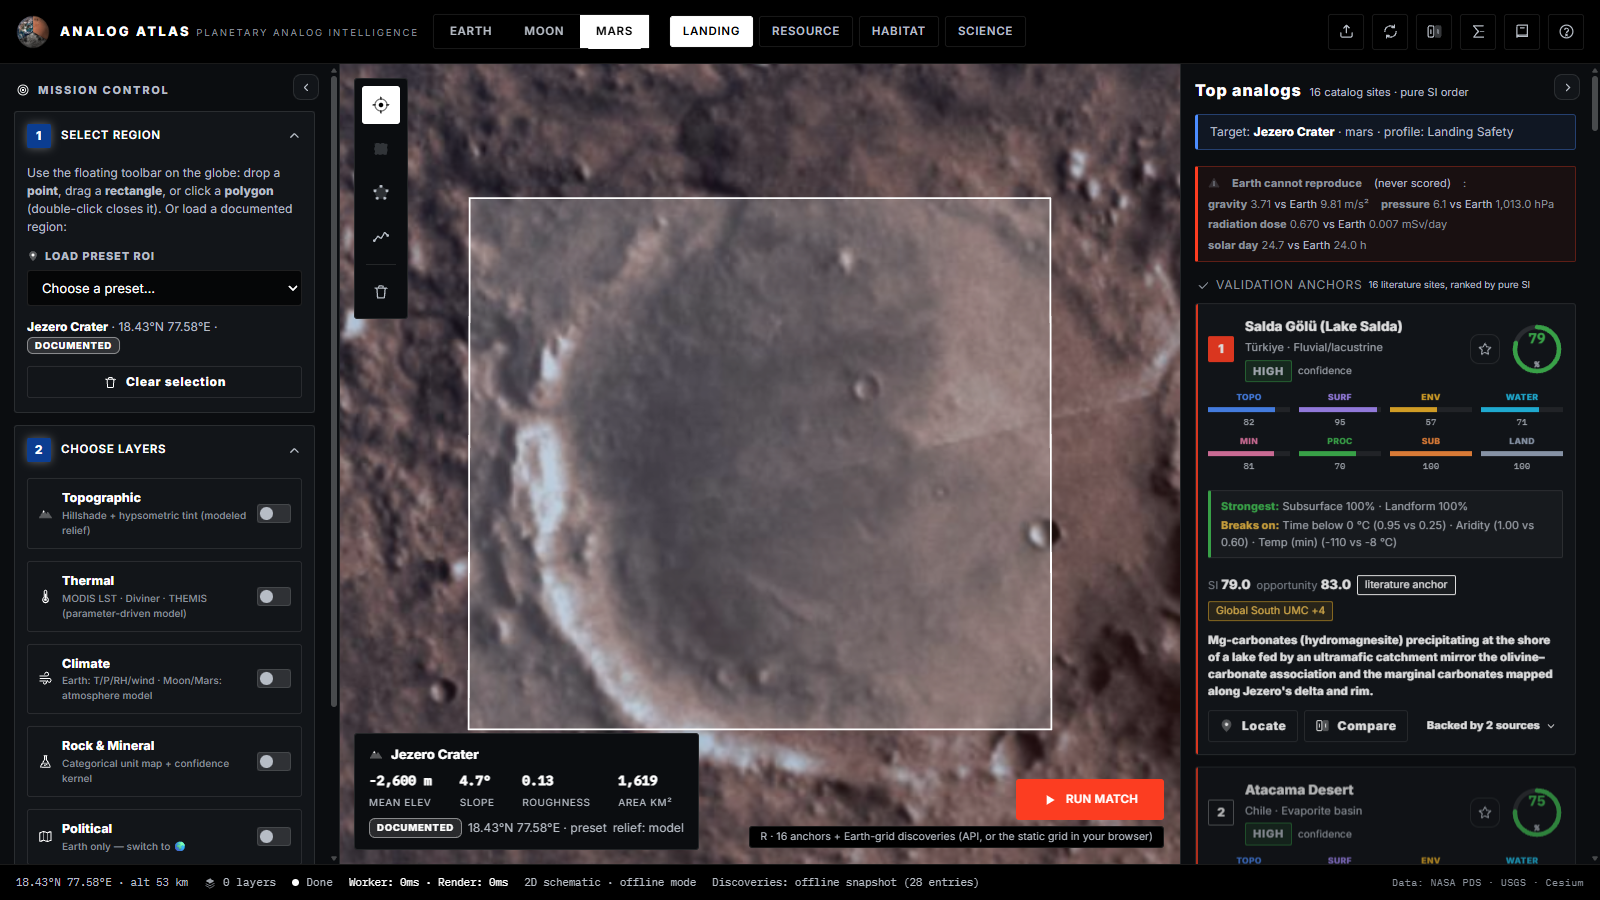 ANALOG ATLAS PLANETARY ANALOG INTELLIGENCE
EARTH MOON MARS
LANDING RESOURCE HABITAT SCIENCE
MISSION CONTROL
1 SELECT REGION
Use the floating toolbar on the globe: drop a
point, drag a rectangle, or click a polygon
(double-click closes it). Or load a documented
region:
LOAD PRESET ROI
Choose a preset...
Jezero Crater · 18.43°N 77.58°E ·
DOCUMENTED
Clear selection
2 CHOOSE LAYERS
Topographic
Hillshade + hypsometric tint (modeled
relief)
Thermal
MODIS LST · Diviner · THEMIS
(parameter-driven model)
Climate
Earth: T/P/RH/wind · Moon/Mars:
atmosphere model
Rock & Mineral
Categorical unit map + confidence
kernel
Political
Earth only — switch to
Jezero Crater
-2,600 m 4.7° 0.13 1,619
MEAN ELEV SLOPE ROUGHNESS AREA KM²
DOCUMENTED 18.43°N 77.58°E · preset relief: model
RUN MATCH
R · 16 anchors + Earth-grid discoveries (API, or the static grid in your browser)
Top analogs 16 catalog sites · pure SI order
Target: Jezero Crater · mars · profile: Landing Safety
Earth cannot reproduce (never scored) :
gravity 3.71 vs Earth 9.81 m/s² pressure 6.1 vs Earth 1,013.0 hPa
radiation dose 0.670 vs Earth 0.007 mSv/day
solar day 24.7 vs Earth 24.0 h
VALIDATION ANCHORS 16 literature sites, ranked by pure SI
1 Salda Gölü (Lake Salda)
Türkiye · Fluvial/lacustrine
HIGH confidence
79
%
TOPO SURF ENV WATER
82 95 57 71
MIN PROC SUB LAND
81 70 100 100
Strongest: Subsurface 100% · Landform 100%
Breaks on: Time below 0 °C (0.95 vs 0.25) · Aridity (1.00 vs
0.60) · Temp (min) (-110 vs -8 °C)
SI 79.0 opportunity 83.0 literature anchor
Global South UMC +4
Mg-carbonates (hydromagnesite) precipitating at the shore
of a lake fed by an ultramafic catchment mirror the olivine–
carbonate association and the marginal carbonates mapped
along Jezero's delta and rim.
Locate Compare Backed by 2 sources
2 Atacama Desert
Chile · Evaporite basin
HIGH confidence
75
%
TOPO SURF ENV WATER
18.43°N 77.58°E · alt 53 km 0 layers Done Worker: 0ms · Render: 0ms 2D schematic · offline mode Discoveries: offline snapshot (28 entries) Data: NASA PDS · USGS · Cesium